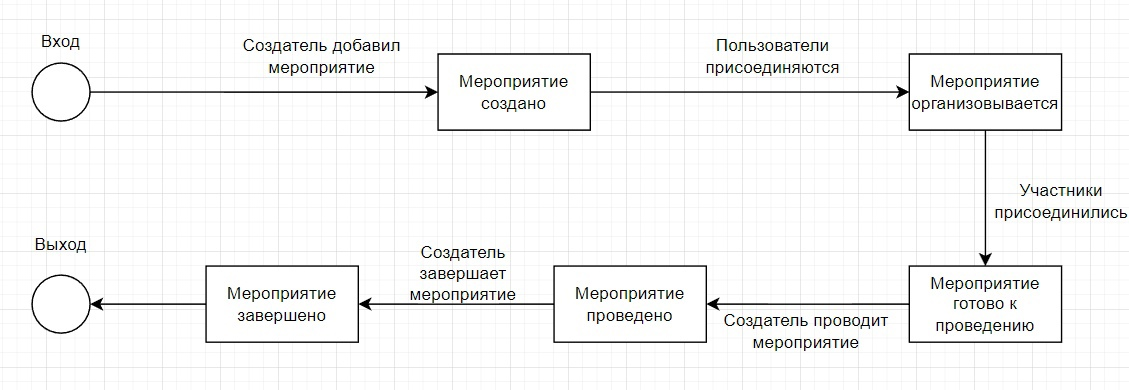 Вход
Создатель добавил
мероприятие
Мероприятие
создано
Пользователи
присоединяются
Мероприятие
организовывается
Участники
присоединились
Мероприятие
готово к
проведению
Создатель проводит
мероприятие
Мероприятие
проведено
Создатель
завершает
мероприятие
Мероприятие
завершено
Выход